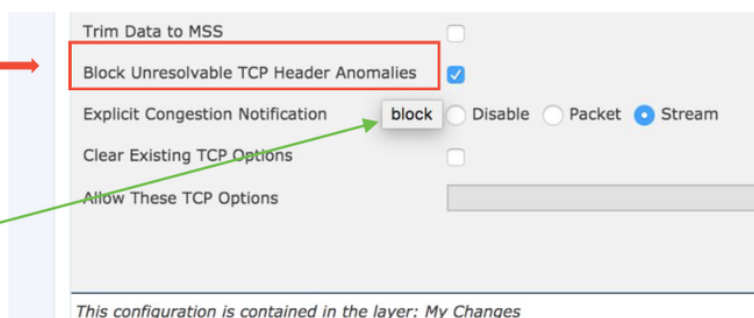 Trim Data to MSS
Block Unresolvable TCP Header Anomalies
Explicit Congestion Notification block Disable Packet Stream
Clear Existing TCP Options
Allow These TCP Options
This configuration is contained in the layer: My Changes